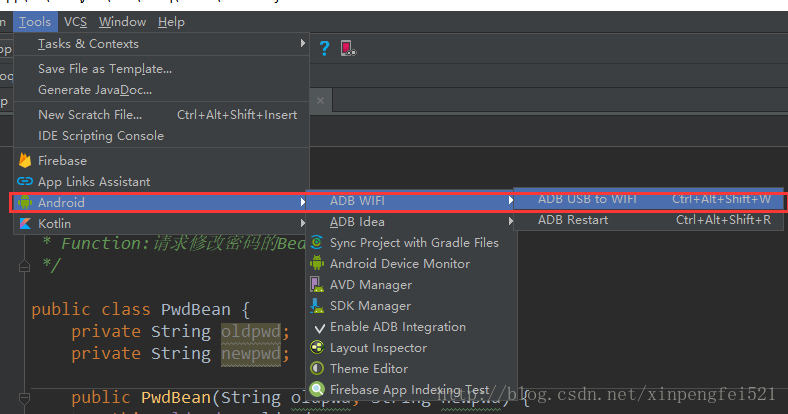 Tools VCS Window Help
Tasks & Contexts
Save File as Template...
Generate JavaDoc...
New Scratch File... Ctrl+Alt+Shift+Insert
IDE Scripting Console
Firebase
App Links Assistant
Android
Kotlin
ADB WIFI
ADB Idea
Sync Project with Gradle Files
Android Device Monitor
AVD Manager
SDK Manager
Enable ADB Integration
Layout Inspector
Theme Editor
Firebase App Indexing Test
ADB USB to WIFI Ctrl+Alt+Shift+W
ADB Restart Ctrl+Alt+Shift+R
* Function:请求修改密码的Bea
*/
public class PwdBean {
private String oldpwd;
private String newpwd;
public PwdBean(String oldpwd, String newpwd) {
http://blog.csdn.net/xinpengfei521